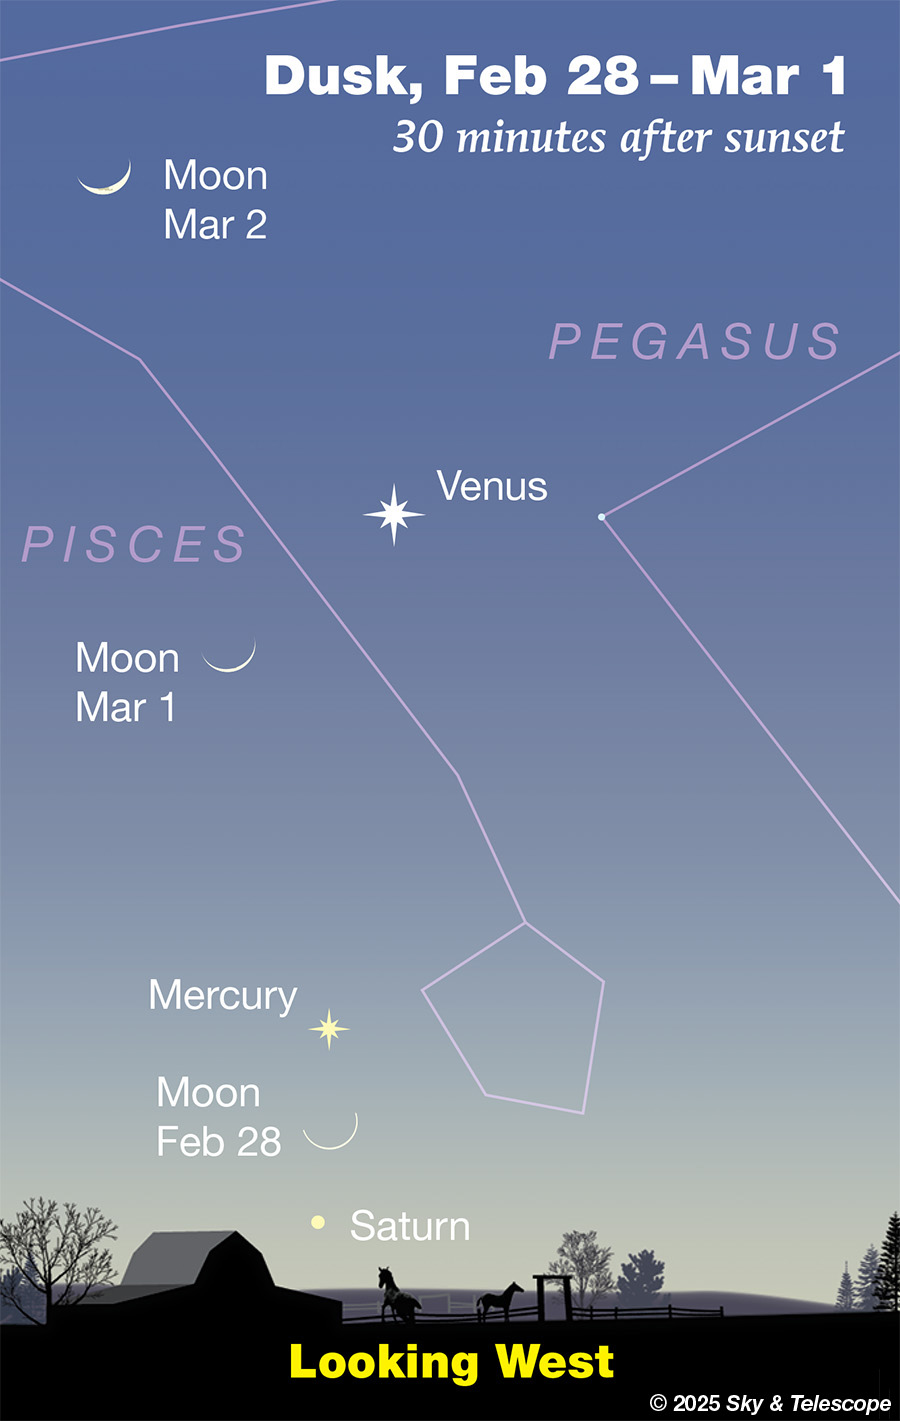 Dusk, Feb 28 – Mar 1
30 minutes after sunset
Moon
Mar 2
PEGASUS
Venus
PISCES
Moon
Mar 1
Mercury
Moon
Feb 28
Saturn
Looking West
© 2025 Sky & Telescope